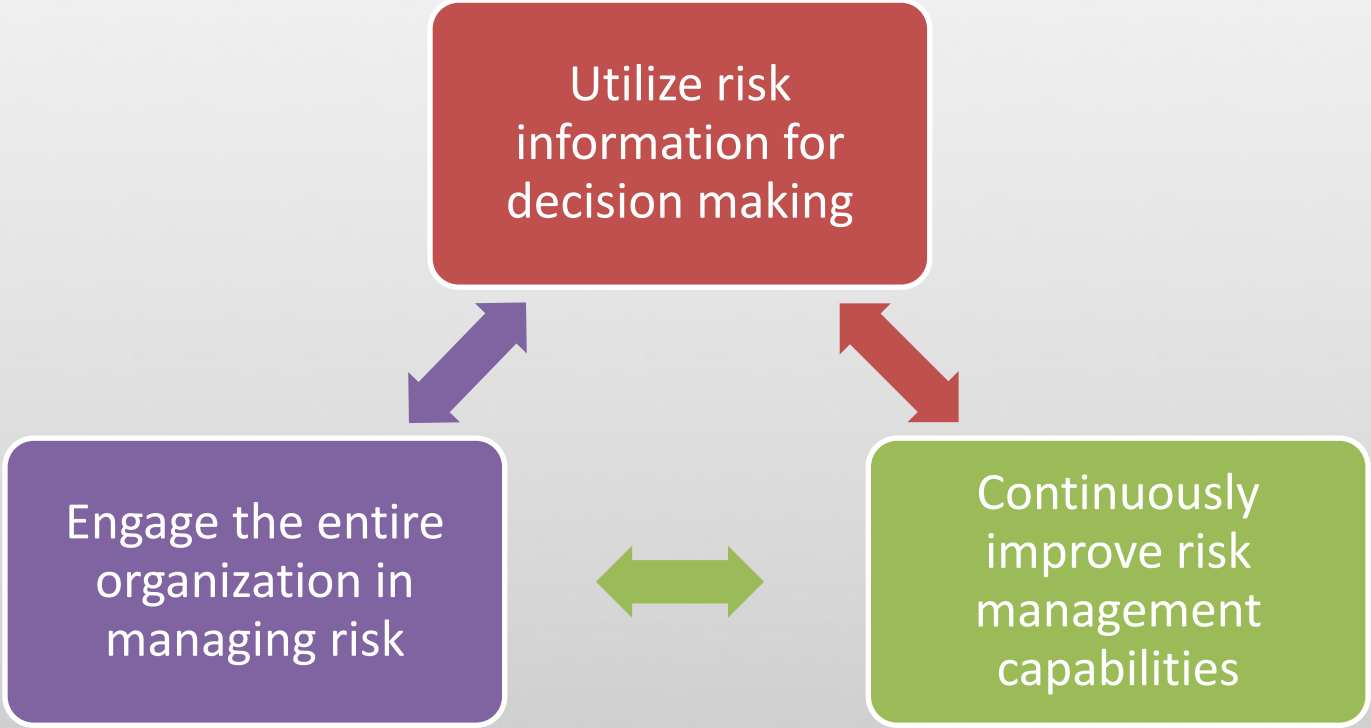 Utilize risk
information for
decision making
Engage the entire
organization in
managing risk
Continuously
improve risk
management
capabilities